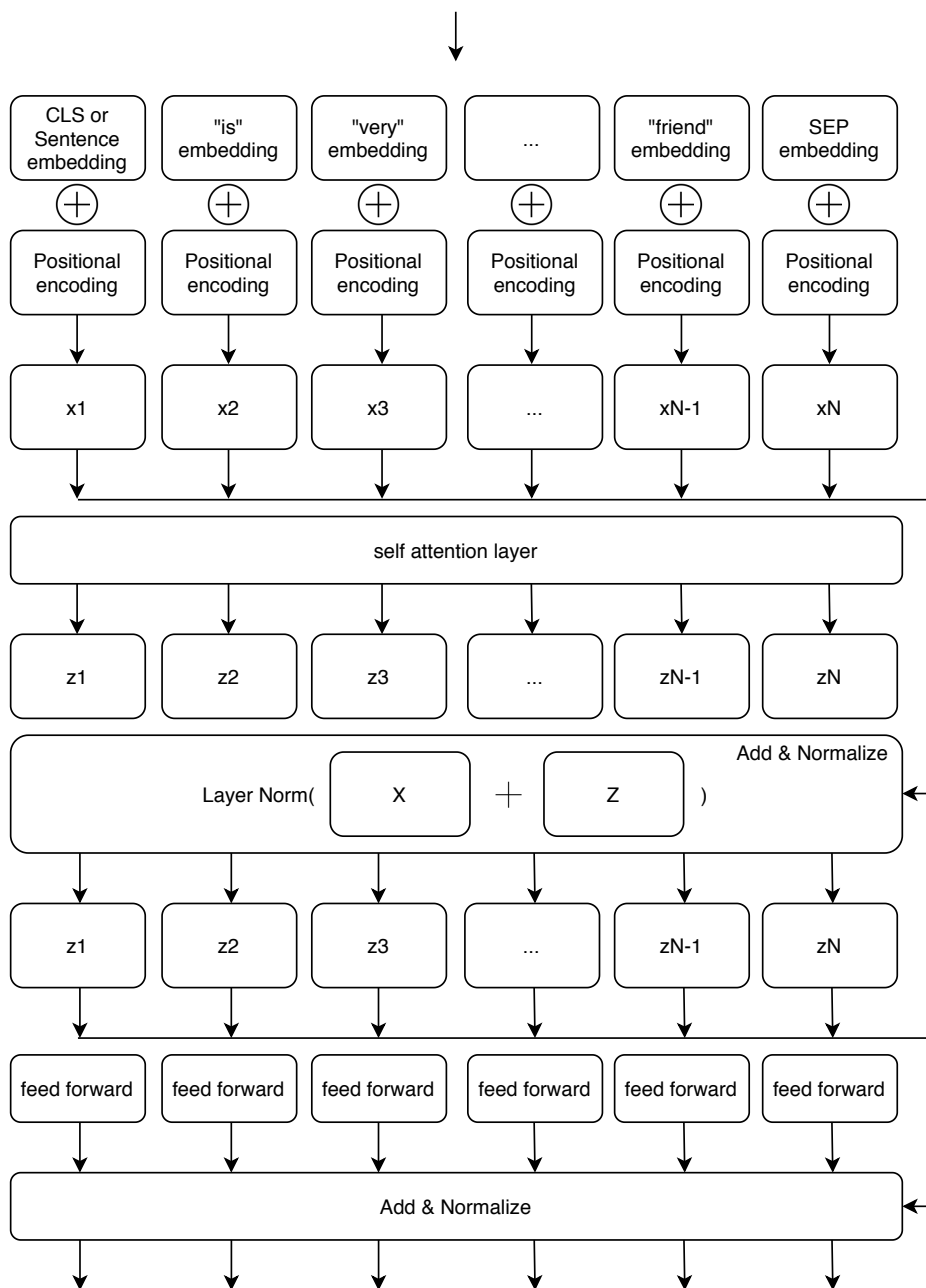 CLS or
Sentence
embedding
"is"
embedding
"very"
embedding
...
"friend"
embedding
SEP
embedding
Positional
encoding
Positional
encoding
Positional
encoding
Positional
encoding
Positional
encoding
Positional
encoding
x1
x2
x3
...
xN-1
xN
self attention layer
z1
z2
z3
...
zN-1
zN
Add & Normalize
Layer Norm( X + Z )
z1
z2
z3
...
zN-1
zN
feed forward
feed forward
feed forward
feed forward
feed forward
feed forward
Add & Normalize